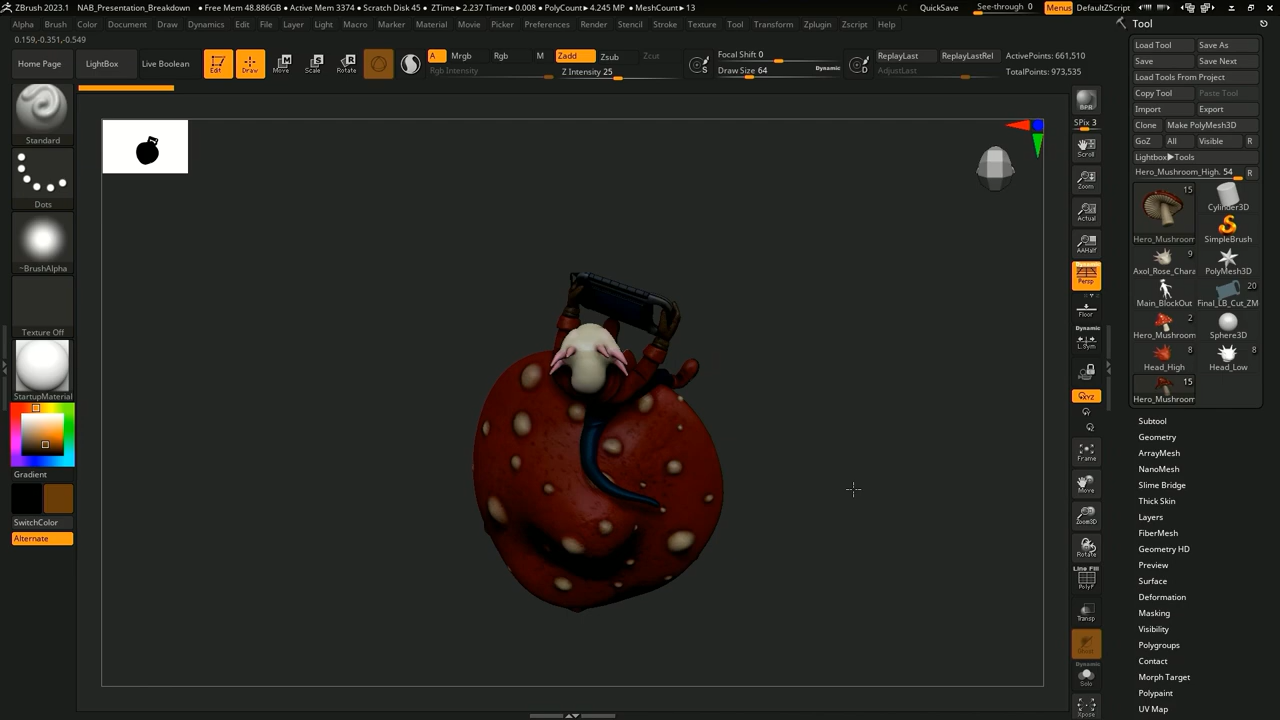 ZBrush 2023.1 NAB_Presentation_Breakdown • Free Mem 48.886GB • Active Mem 3374 • Scratch Disk 45 • ZTime►2.237 Timer►0.008 • PolyCount►4.245 MP • MeshCount►13 AC QuickSave See-through 0 Menus DefaultZScript
Alpha Brush Color Document Draw Dynamics Edit File Layer Light Macro Marker Material Movie Picker Preferences Render Stencil Stroke Texture Tool Transform Zplugin Zscript Help
0.159,-0.351,-0.549
Home Page LightBox Live Boolean Edit Draw Move Scale Rotate
A Mrgb Rgb M Zadd Zsub Zcut
Rgb Intensity Z Intensity 25
Focal Shift 0
Draw Size 64 Dynamic
S D
ReplayLast ReplayLastRel
AdjustLast
ActivePoints: 661,510
TotalPoints: 973,535
Standard
Dots
~BrushAlpha
Texture Off
StartupMaterial
Gradient
SwitchColor
Alternate
BPR
SPix 3
Scroll
Zoom
Actual
AAHalf
Dynamic
Persp
Floor
Dynamic
L.Sym
XYZ
Frame
Move
Zoom3D
Rotate
Line Fill
PolyF
Transp
Ghost
Dynamic
Solo
Xpose
Tool
Load Tool Save As
Save Save Next
Load Tools From Project
Copy Tool Paste Tool
Import Export
Clone Make PolyMesh3D
GoZ All Visible R
Lightbox►Tools
Hero_Mushroom_High. 54 R
15
Hero_Mushroom
Cylinder3D
SimpleBrush
9
Axol_Rose_Chara
PolyMesh3D
Main_BlockOut
20
Final_LB_Cut_ZM
2
Hero_Mushroom
Sphere3D
8
Head_High
8
Head_Low
15
Hero_Mushroom
Subtool
Geometry
ArrayMesh
NanoMesh
Slime Bridge
Thick Skin
Layers
FiberMesh
Geometry HD
Preview
Surface
Deformation
Masking
Visibility
Polygroups
Contact
Morph Target
Polypaint
UV Map